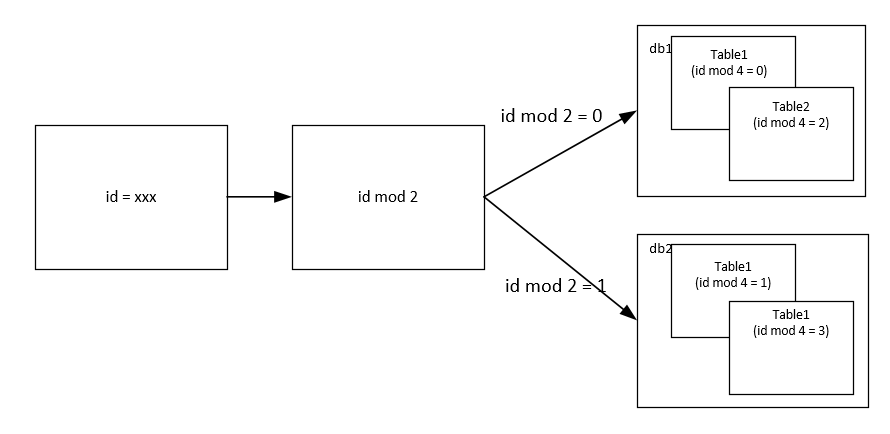 id = xxx
id mod 2
id mod 2 = 0
id mod 2 = 1
db1
Table1
(id mod 4 = 0)
Table2
(id mod 4 = 2)
db2
Table1
(id mod 4 = 1)
Table1
(id mod 4 = 3)